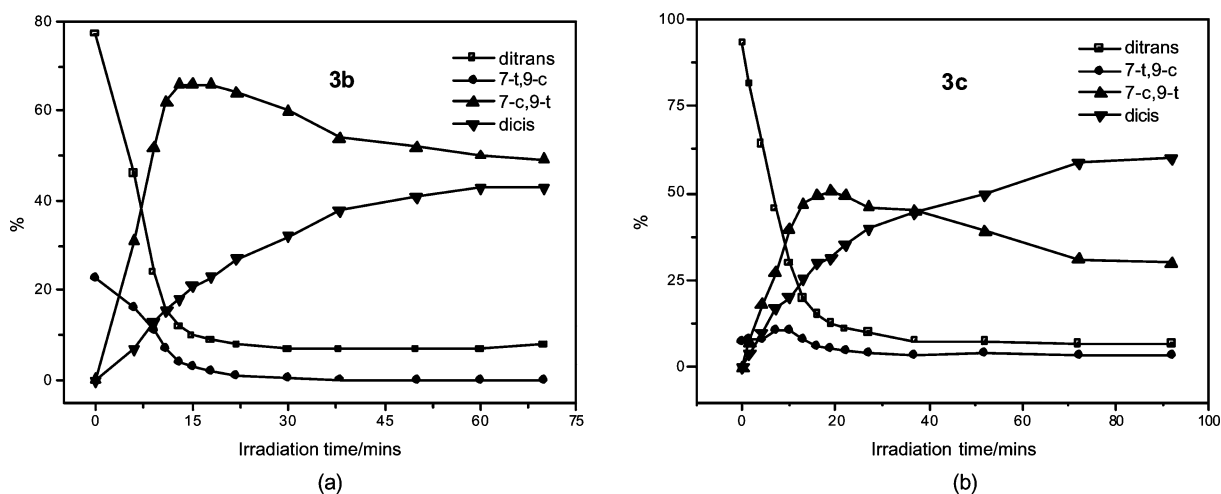 80
60
40
20
0
%
3b
ditrans
7-t,9-c
7-c,9-t
dicis
0
15
30
45
60
75
Irradiation time/mins
(a)
100
75
50
25
0
%
3c
ditrans
7-t,9-c
7-c,9-t
dicis
0
20
40
60
80
100
Irradiation time/mins
(b)